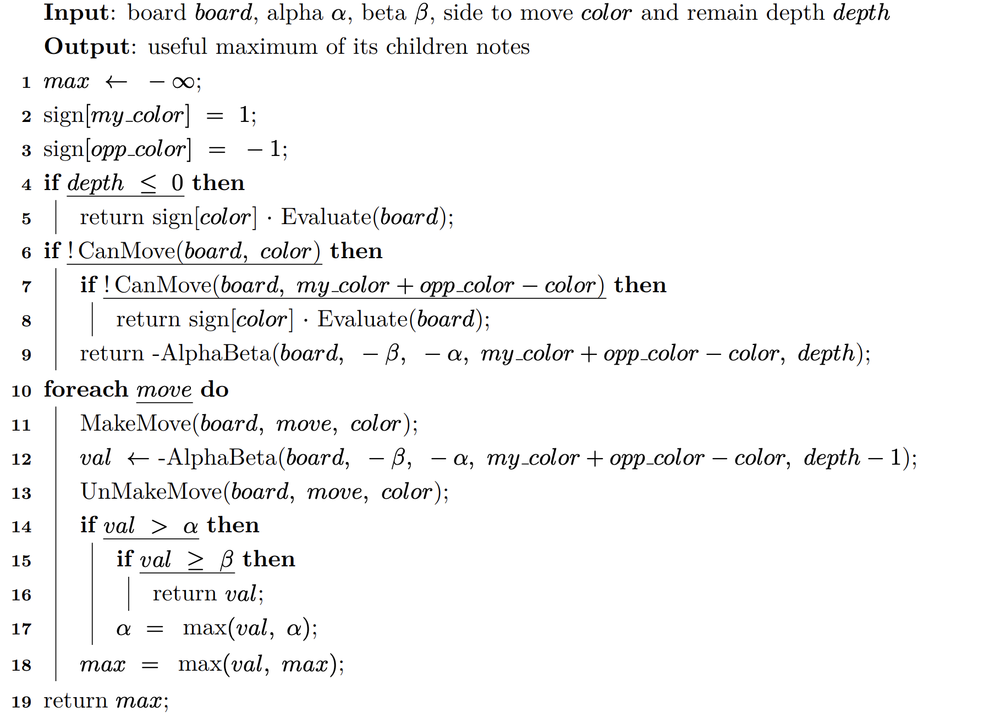 Input: board board, alpha α, beta β, side to move color and remain depth depth
Output: useful maximum of its children notes
1 max ← − ∞;
2 sign[my_color] = 1;
3 sign[opp_color] = − 1;
4 if depth ≤ 0 then
5 return sign[color] · Evaluate(board);
6 if ! CanMove(board, color) then
7 if ! CanMove(board, my_color + opp_color − color) then
8 return sign[color] · Evaluate(board);
9 return -AlphaBeta(board, − β, − α, my_color + opp_color − color, depth);
10 foreach move do
11 MakeMove(board, move, color);
12 val ← -AlphaBeta(board, − β, − α, my_color + opp_color − color, depth − 1);
13 UnMakeMove(board, move, color);
14 if val > α then
15 if val ≥ β then
16 return val;
17 α = max(val, α);
18 max = max(val, max);
19 return max;